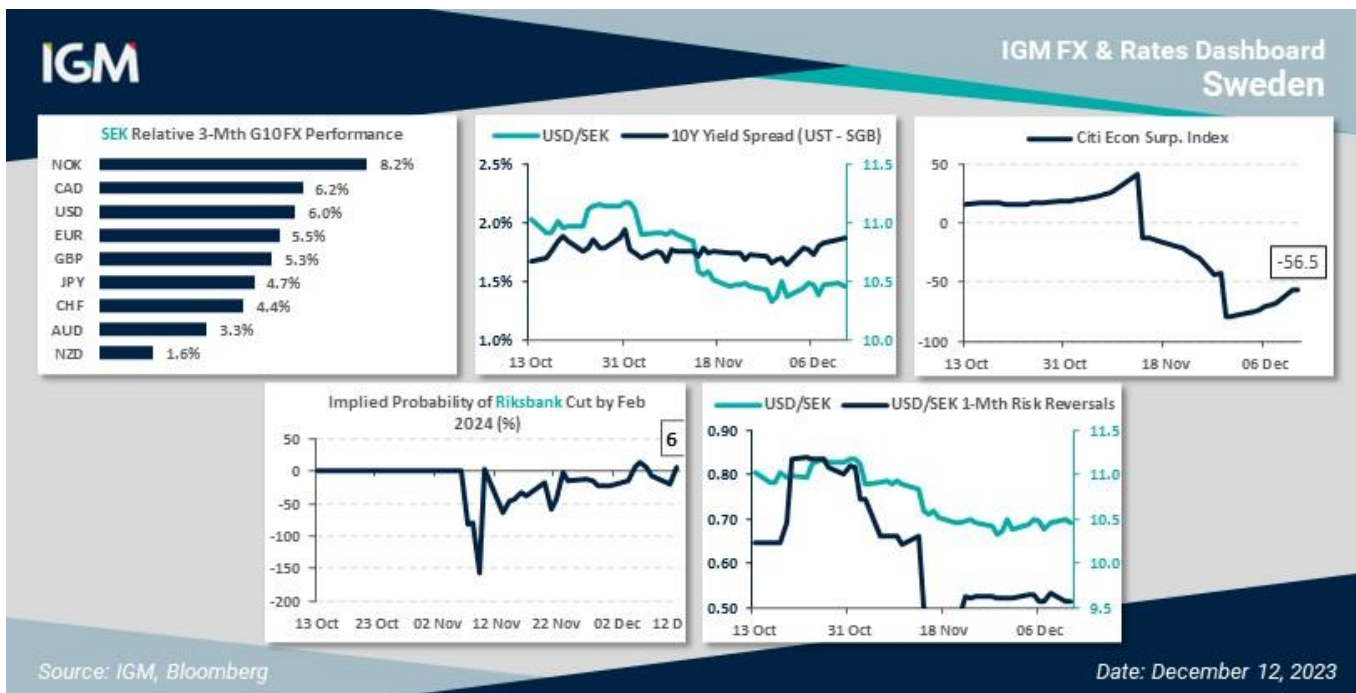 IGM
IGM FX & Rates Dashboard
Sweden
SEK Relative 3-Mth G10 FX Performance
NOK 8.2%
CAD 6.2%
USD 6.0%
EUR 5.5%
GBP 5.3%
JPY 4.7%
CHF 4.4%
AUD 3.3%
NZD 1.6%
USD/SEK 10Y Yield Spread (UST - SGB)
2.5% 11.5
2.0% 11.0
1.5% 10.5
1.0% 10.0
13 Oct 31 Oct 18 Nov 06 Dec
Citi Econ Surp. Index
50
0
-56.5
-50
-100
13 Oct 31 Oct 18 Nov 06 Dec
Implied Probability of Riksbank Cut by Feb
2024 (%)
6
50
0
-50
-100
-150
-200
13 Oct 23 Oct 02 Nov 12 Nov 22 Nov 02 Dec 12 D
USD/SEK USD/SEK 1-Mth Risk Reversals
0.90 11.5
0.80 11.0
0.70 10.5
0.60 10.0
0.50 9.5
13 Oct 31 Oct 18 Nov 06 Dec
Source: IGM, Bloomberg
Date: December 12, 2023